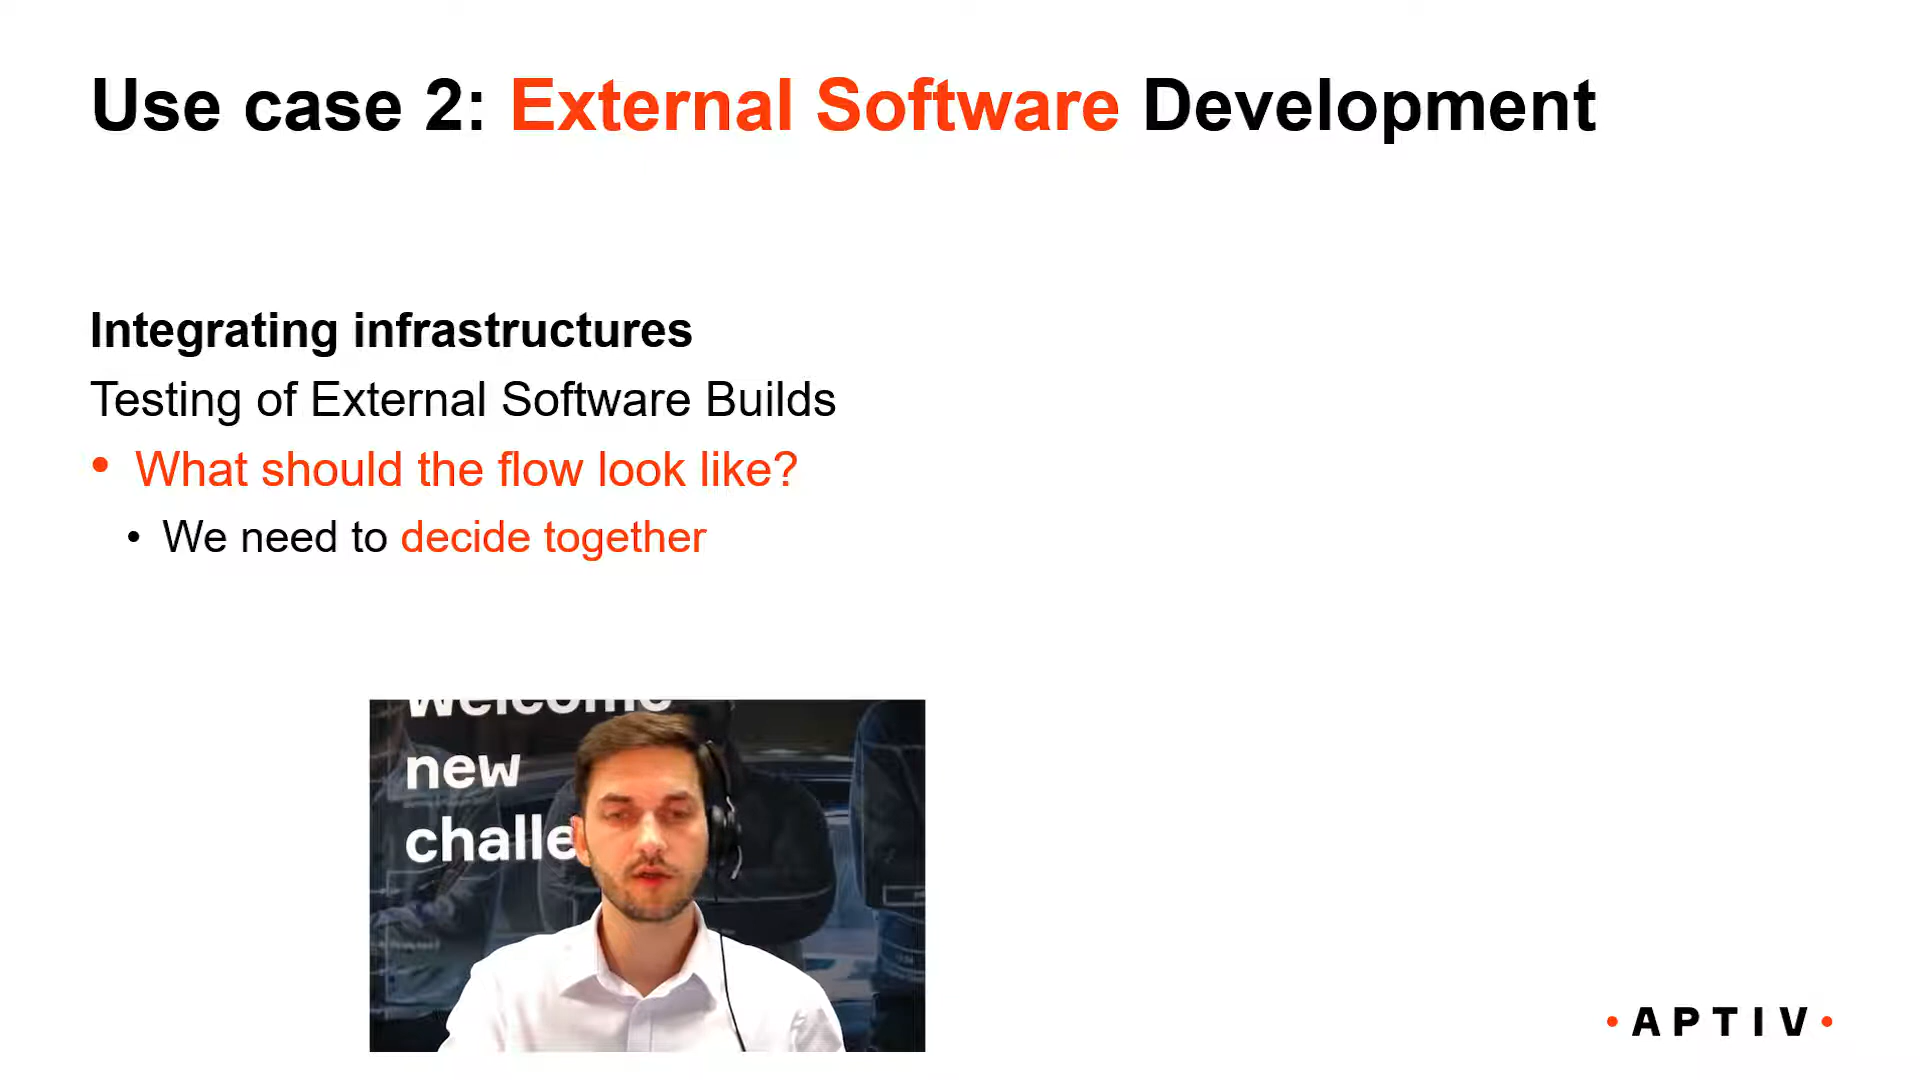 Use case 2: External Software Development
Integrating infrastructures
Testing of External Software Builds
• What should the flow look like?
• We need to decide together
welcome
new
challe
• APTIV •